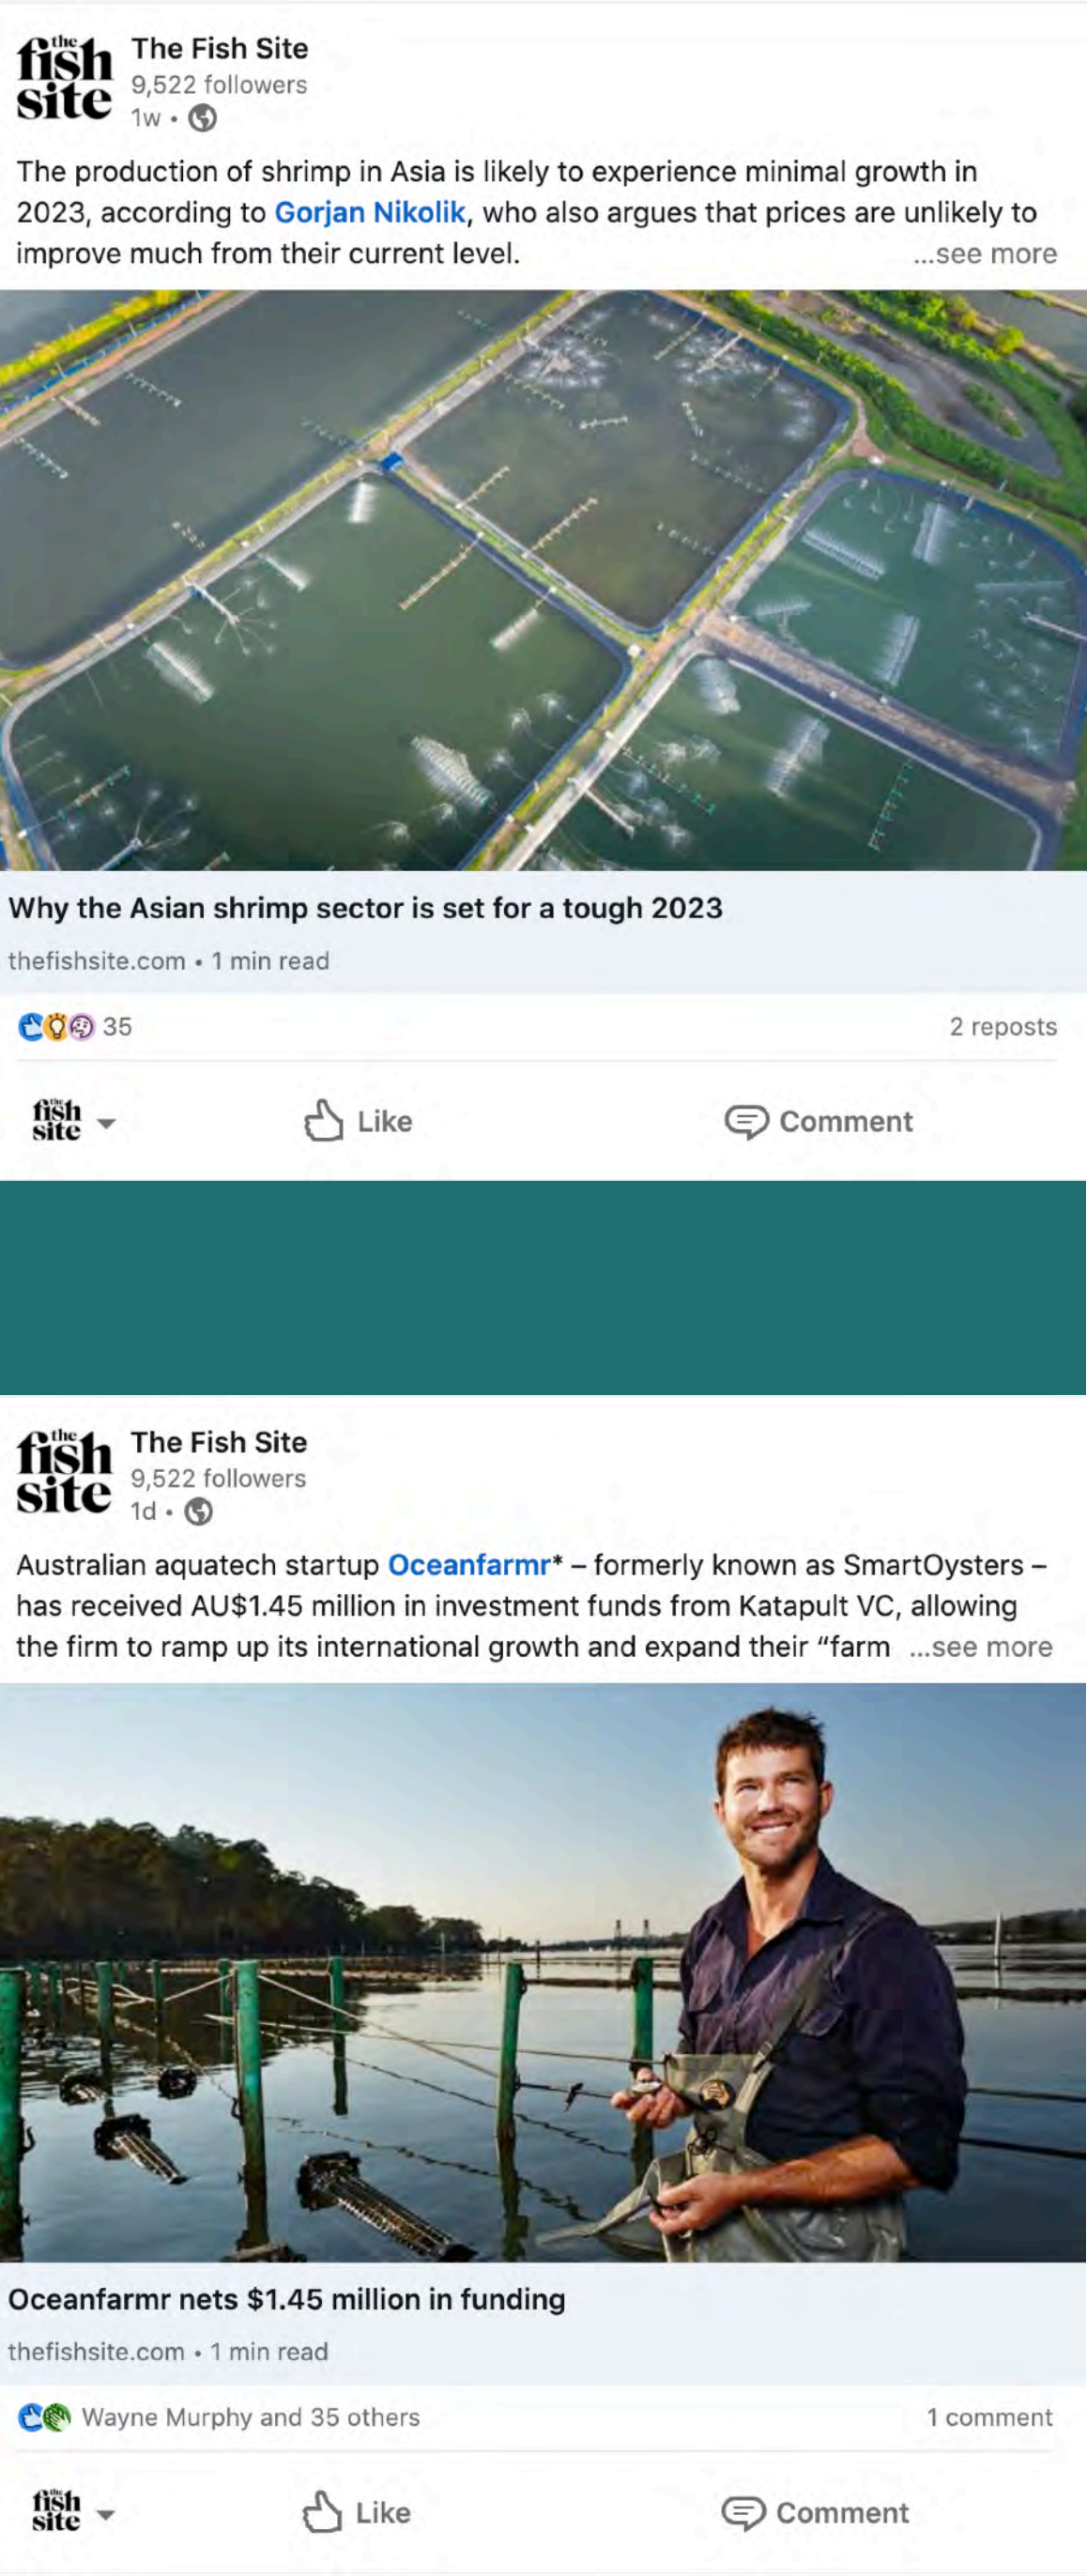 the
fish
site
The Fish Site
9,522 followers
1w •
The production of shrimp in Asia is likely to experience minimal growth in
2023, according to Gorjan Nikolik, who also argues that prices are unlikely to
improve much from their current level. ...see more
Why the Asian shrimp sector is set for a tough 2023
thefishsite.com • 1 min read
35 2 reposts
the
fish
site
Like Comment
the
fish
site
The Fish Site
9,522 followers
1d •
Australian aquatech startup Oceanfarmr* – formerly known as SmartOysters –
has received AU$1.45 million in investment funds from Katapult VC, allowing
the firm to ramp up its international growth and expand their “farm ...see more
Oceanfarmr nets $1.45 million in funding
thefishsite.com • 1 min read
Wayne Murphy and 35 others 1 comment
the
fish
site
Like Comment